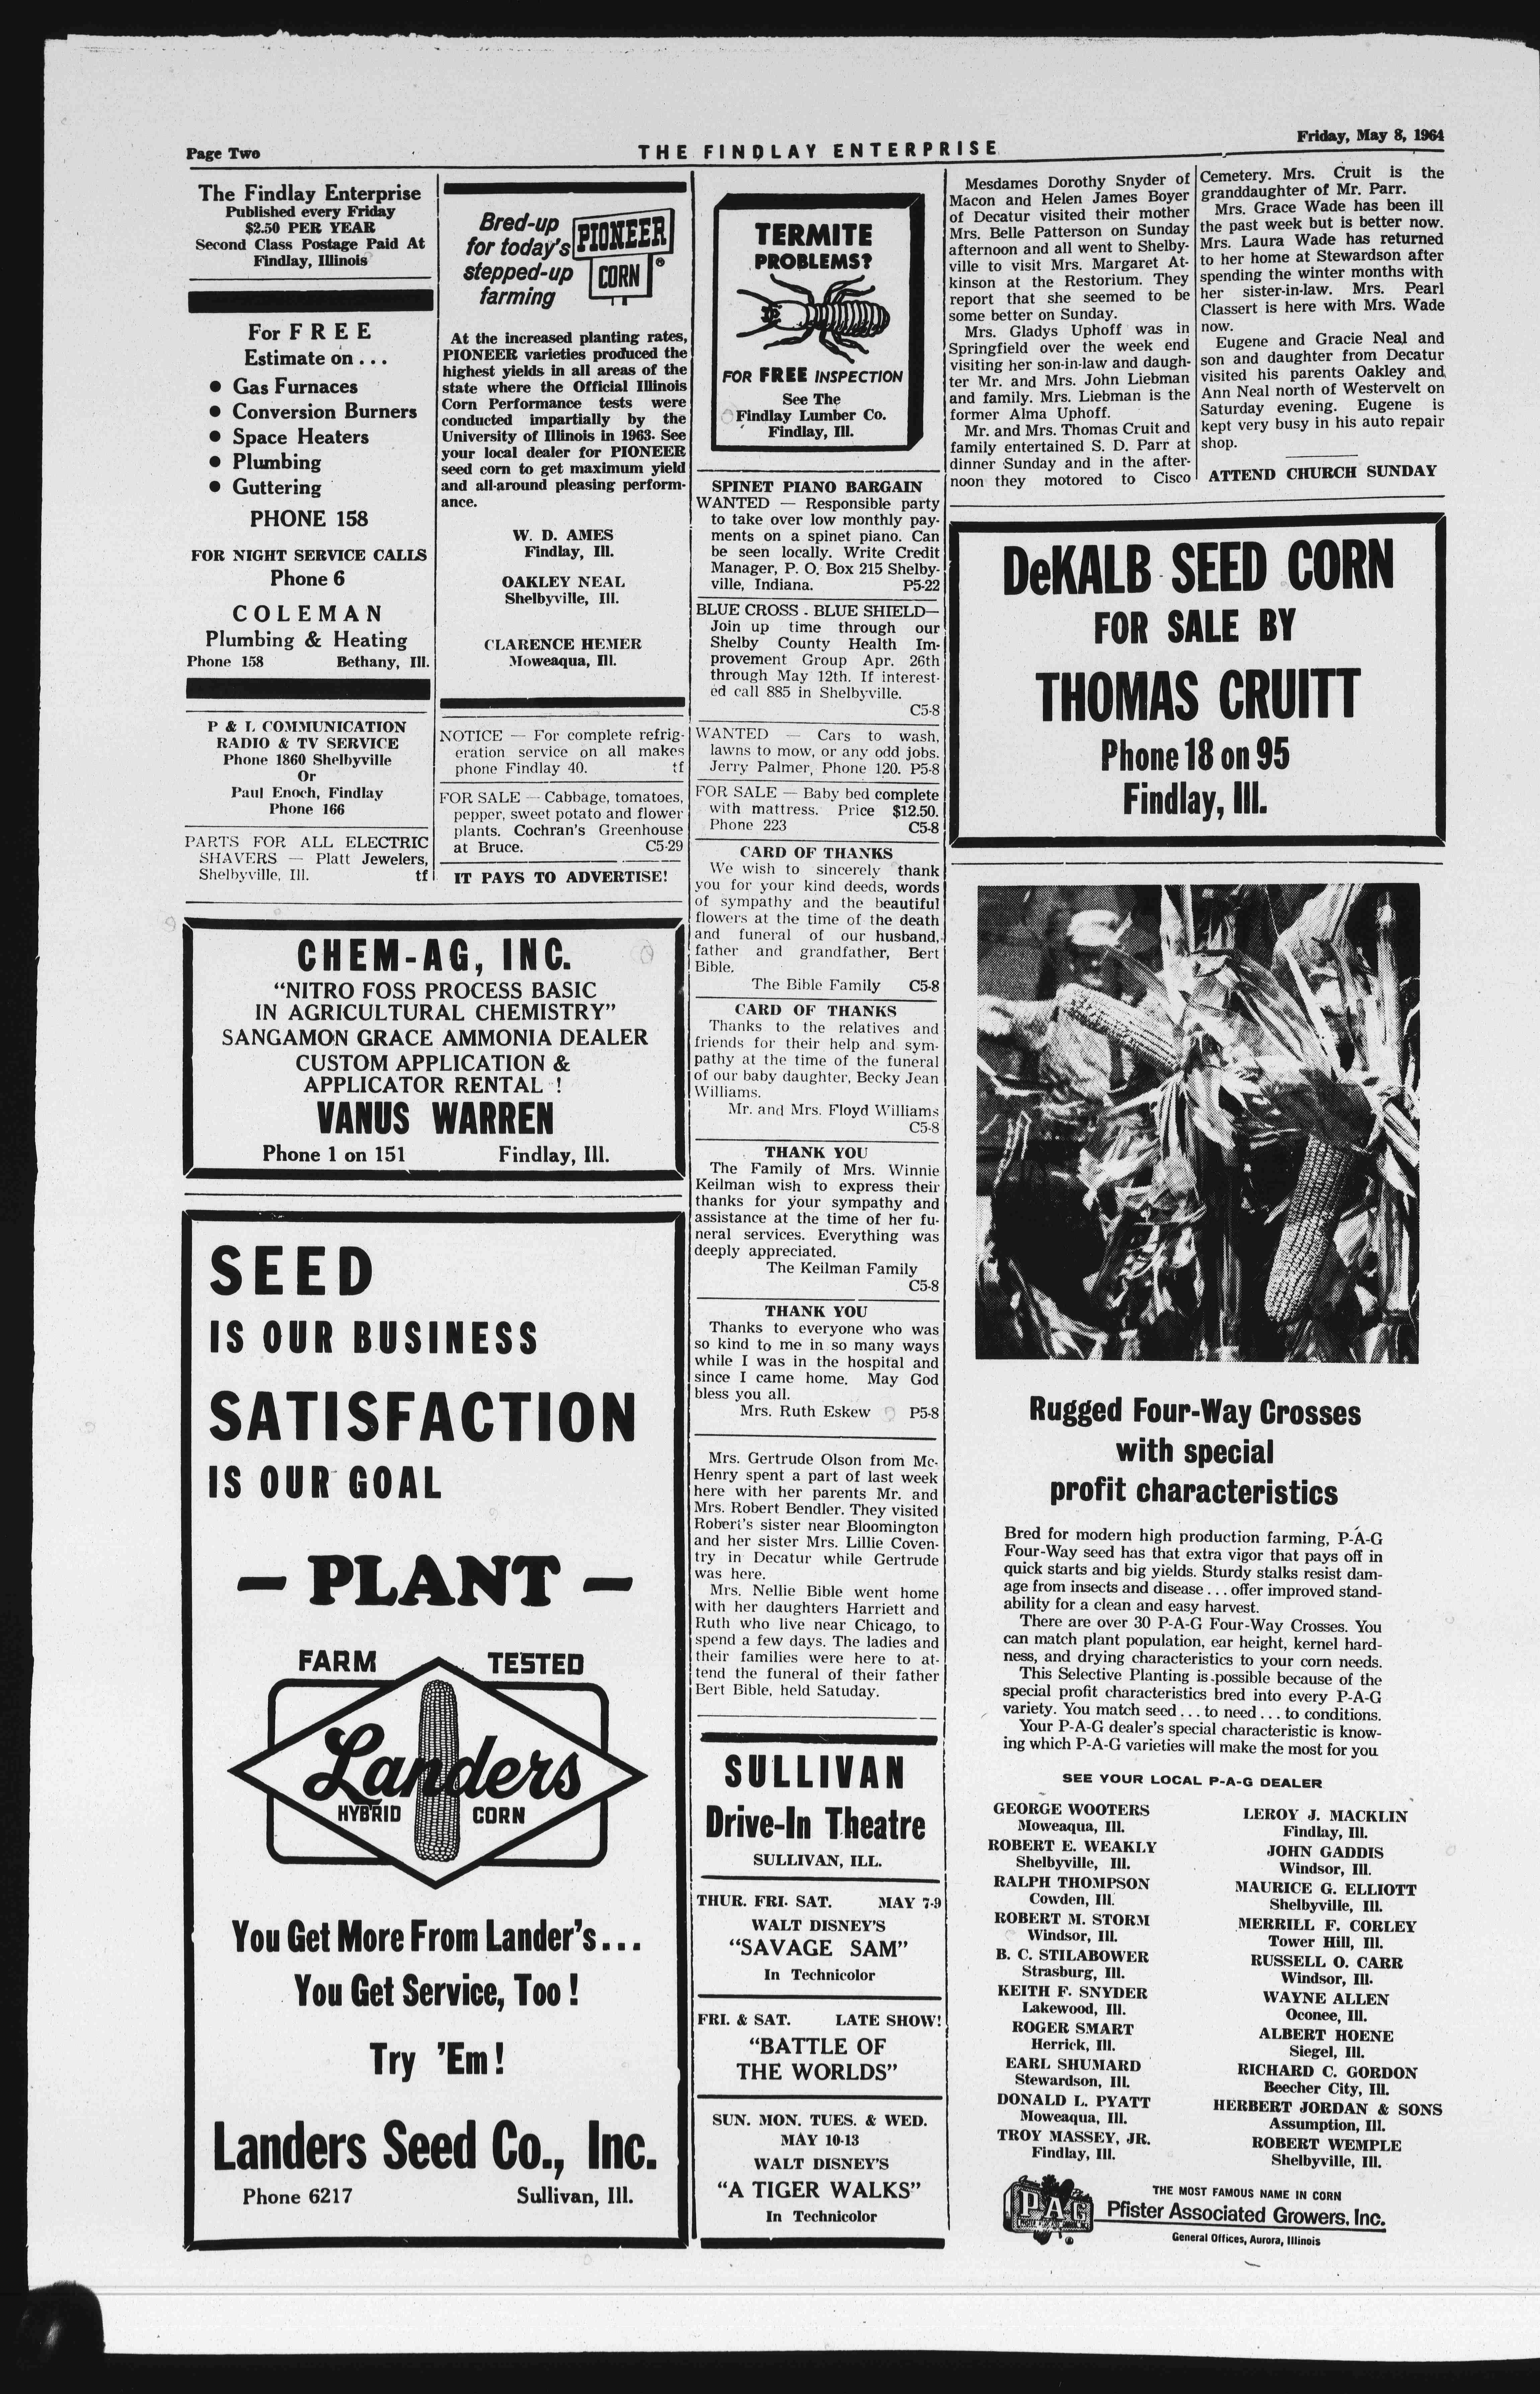 Page Two
THE FINDLAY ENTERPRISE
Friday, May 8, 1964
The Findlay Enterprise
Published every Friday
$2.50 PER YEAR
Second Class Postage Paid At
Findlay, Illinois
For FREE
Estimate on . . .
● Gas Furnaces
● Conversion Burners
● Space Heaters
● Plumbing
● Guttering
PHONE 158
FOR NIGHT SERVICE CALLS
Phone 6
COLEMAN
Plumbing & Heating
Phone 158 Bethany, Ill.
P & L COMMUNICATION
RADIO & TV SERVICE
Phone 1860 Shelbyville
Or
Paul Enoch, Findlay
Phone 166
PARTS FOR ALL ELECTRIC
SHAVERS — Platt Jewelers,
Shelbyville, Ill. tf
Bred-up
for today's
stepped-up
farming
PIONEER
CORN ®
At the increased planting rates,
PIONEER varieties produced the
highest yields in all areas of the
state where the Official Illinois
Corn Performance tests were
conducted impartially by the
University of Illinois in 1963. See
your local dealer for PIONEER
seed corn to get maximum yield
and all-around pleasing perform-
ance.
W. D. AMES
Findlay, Ill.
OAKLEY NEAL
Shelbyville, Ill.
CLARENCE HEMER
Moweaqua, Ill.
NOTICE — For complete refrig-
eration service on all makes
phone Findlay 40. tf
FOR SALE — Cabbage, tomatoes,
pepper, sweet potato and flower
plants. Cochran's Greenhouse
at Bruce. C5-29
IT PAYS TO ADVERTISE!
CHEM-AG, INC.
"NITRO FOSS PROCESS BASIC
IN AGRICULTURAL CHEMISTRY"
SANGAMON GRACE AMMONIA DEALER
CUSTOM APPLICATION &
APPLICATOR RENTAL !
VANUS WARREN
Phone 1 on 151 Findlay, Ill.
SEED
IS OUR BUSINESS
SATISFACTION
IS OUR GOAL
— PLANT —
FARM TESTED
Landers
HYBRID CORN
You Get More From Lander's . . .
You Get Service, Too !
Try 'Em !
Landers Seed Co., Inc.
Phone 6217 Sullivan, Ill.
TERMITE
PROBLEMS?
FOR FREE INSPECTION
See The
Findlay Lumber Co.
Findlay, Ill.
SPINET PIANO BARGAIN
WANTED — Responsible party
to take over low monthly pay-
ments on a spinet piano. Can
be seen locally. Write Credit
Manager, P. O. Box 215 Shelby-
ville, Indiana. P5-22
BLUE CROSS - BLUE SHIELD—
Join up time through our
Shelby County Health Im-
provement Group Apr. 26th
through May 12th. If interest-
ed call 885 in Shelbyville.
C5-8
WANTED — Cars to wash,
lawns to mow, or any odd jobs.
Jerry Palmer, Phone 120. P5-8
FOR SALE — Baby bed complete
with mattress. Price $12.50.
Phone 223 C5-8
CARD OF THANKS
We wish to sincerely thank
you for your kind deeds, words
of sympathy and the beautiful
flowers at the time of the death
and funeral of our husband,
father and grandfather, Bert
Bible.
The Bible Family C5-8
CARD OF THANKS
Thanks to the relatives and
friends for their help and sym-
pathy at the time of the funeral
of our baby daughter, Becky Jean
Williams.
Mr. and Mrs. Floyd Williams
C5-8
THANK YOU
The Family of Mrs. Winnie
Keilman wish to express their
thanks for your sympathy and
assistance at the time of her fu-
neral services. Everything was
deeply appreciated.
The Keilman Family
C5-8
THANK YOU
Thanks to everyone who was
so kind to me in so many ways
while I was in the hospital and
since I came home. May God
bless you all.
Mrs. Ruth Eskew P5-8
Mrs. Gertrude Olson from Mc-
Henry spent a part of last week
here with her parents Mr. and
Mrs. Robert Bendler. They visited
Robert's sister near Bloomington
and her sister Mrs. Lillie Coven-
try in Decatur while Gertrude
was here.
Mrs. Nellie Bible went home
with her daughters Harriett and
Ruth who live near Chicago, to
spend a few days. The ladies and
their families were here to at-
tend the funeral of their father
Bert Bible, held Satuday.
SULLIVAN
Drive-In Theatre
SULLIVAN, ILL.
THUR. FRI. SAT. MAY 7-9
WALT DISNEY'S
"SAVAGE SAM"
In Technicolor
FRI. & SAT. LATE SHOW!
"BATTLE OF
THE WORLDS"
SUN. MON. TUES. & WED.
MAY 10-13
WALT DISNEY'S
"A TIGER WALKS"
In Technicolor
Mesdames Dorothy Snyder of
Macon and Helen James Boyer
of Decatur visited their mother
Mrs. Belle Patterson on Sunday
afternoon and all went to Shelby-
ville to visit Mrs. Margaret At-
kinson at the Restorium. They
report that she seemed to be
some better on Sunday.
Mrs. Gladys Uphoff was in
Springfield over the week end
visiting her son-in-law and daugh-
ter Mr. and Mrs. John Liebman
and family. Mrs. Liebman is the
former Alma Uphoff.
Mr. and Mrs. Thomas Cruit and
family entertained S. D. Parr at
dinner Sunday and in the after-
noon they motored to Cisco
Cemetery. Mrs. Cruit is the
granddaughter of Mr. Parr.
Mrs. Grace Wade has been ill
the past week but is better now.
Mrs. Laura Wade has returned
to her home at Stewardson after
spending the winter months with
her sister-in-law. Mrs. Pearl
Classert is here with Mrs. Wade
now.
Eugene and Gracie Neal and
son and daughter from Decatur
visited his parents Oakley and
Ann Neal north of Westervelt on
Saturday evening. Eugene is
kept very busy in his auto repair
shop.
ATTEND CHURCH SUNDAY
DeKALB SEED CORN
FOR SALE BY
THOMAS CRUITT
Phone 18 on 95
Findlay, Ill.
Rugged Four-Way Crosses
with special
profit characteristics
Bred for modern high production farming, P-A-G
Four-Way seed has that extra vigor that pays off in
quick starts and big yields. Sturdy stalks resist dam-
age from insects and disease . . . offer improved stand-
ability for a clean and easy harvest.
There are over 30 P-A-G Four-Way Crosses. You
can match plant population, ear height, kernel hard-
ness, and drying characteristics to your corn needs.
This Selective Planting is possible because of the
special profit characteristics bred into every P-A-G
variety. You match seed . . . to need . . . to conditions.
Your P-A-G dealer's special characteristic is know-
ing which P-A-G varieties will make the most for you
SEE YOUR LOCAL P-A-G DEALER
GEORGE WOOTERS
Moweaqua, Ill.
ROBERT E. WEAKLY
Shelbyville, Ill.
RALPH THOMPSON
Cowden, Ill.
ROBERT M. STORM
Windsor, Ill.
B. C. STILABOWER
Strasburg, Ill.
KEITH F. SNYDER
Lakewood, Ill.
ROGER SMART
Herrick, Ill.
EARL SHUMARD
Stewardson, Ill.
DONALD L. PYATT
Moweaqua, Ill.
TROY MASSEY, JR.
Findlay, Ill.
LEROY J. MACKLIN
Findlay, Ill.
JOHN GADDIS
Windsor, Ill.
MAURICE G. ELLIOTT
Shelbyville, Ill.
MERRILL F. CORLEY
Tower Hill, Ill.
RUSSELL O. CARR
Windsor, Ill.
WAYNE ALLEN
Oconee, Ill.
ALBERT HOENE
Siegel, Ill.
RICHARD C. GORDON
Beecher City, Ill.
HERBERT JORDAN & SONS
Assumption, Ill.
ROBERT WEMPLE
Shelbyville, Ill.
P-A-G
®
THE MOST FAMOUS NAME IN CORN
Pfister Associated Growers, Inc.
General Offices, Aurora, Illinois